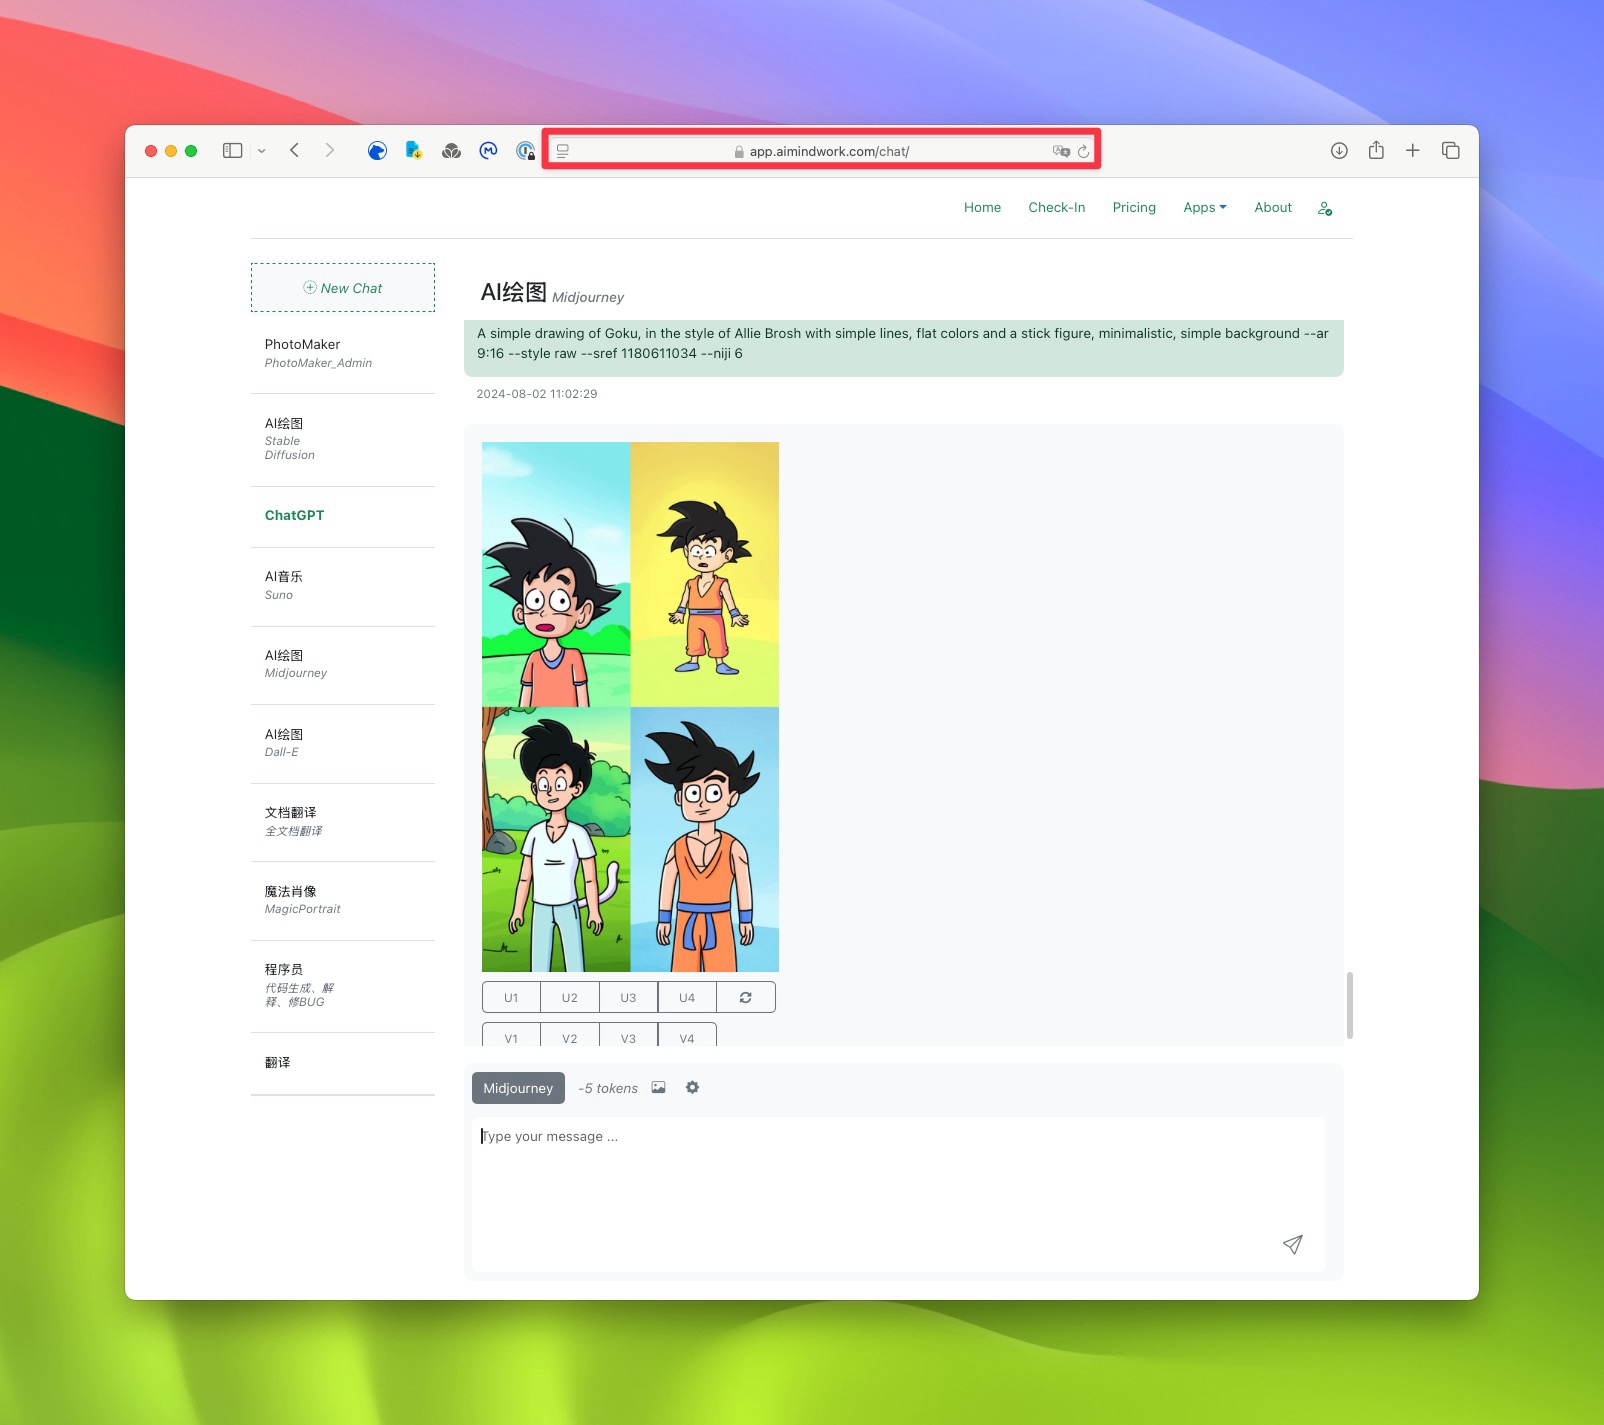 app.aimindwork.com/chat/
Home Check-In Pricing Apps About
New Chat
PhotoMaker
PhotoMaker_Admin
AI绘图
Stable
Diffusion
ChatGPT
AI音乐
Suno
AI绘图
Midjourney
AI绘图
Dall-E
文档翻译
全文档翻译
魔法肖像
MagicPortrait
程序员
代码生成、解
释、修BUG
翻译
AI绘图 Midjourney
A simple drawing of Goku, in the style of Allie Brosh with simple lines, flat colors and a stick figure, minimalistic, simple background --ar
9:16 --style raw --sref 1180611034 --niji 6
2024-08-02 11:02:29
U1 U2 U3 U4
V1 V2 V3 V4
Midjourney -5 tokens
Type your message ...